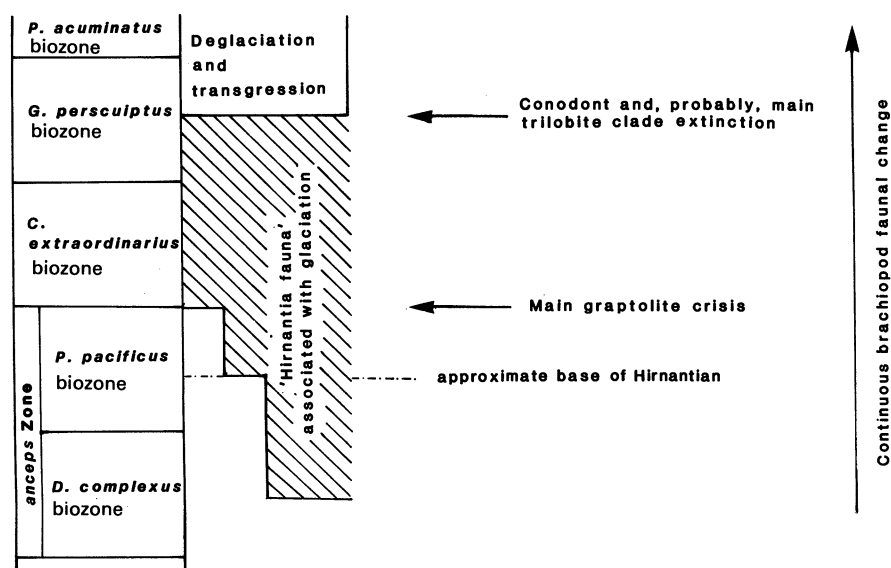 P. acuminatus
biozone
Deglaciation
and
transgression
G. perscuiptus
biozone
Conodont and, probably, main
trilobite clade extinction
C.
extraordinarius
biozone
'Hirnantia fauna'
associated with glaciation
Main graptolite crisis
P. pacificus
biozone
approximate base of Hirnantian
anceps Zone
D. complexus
biozone
Continuous brachiopod faunal change